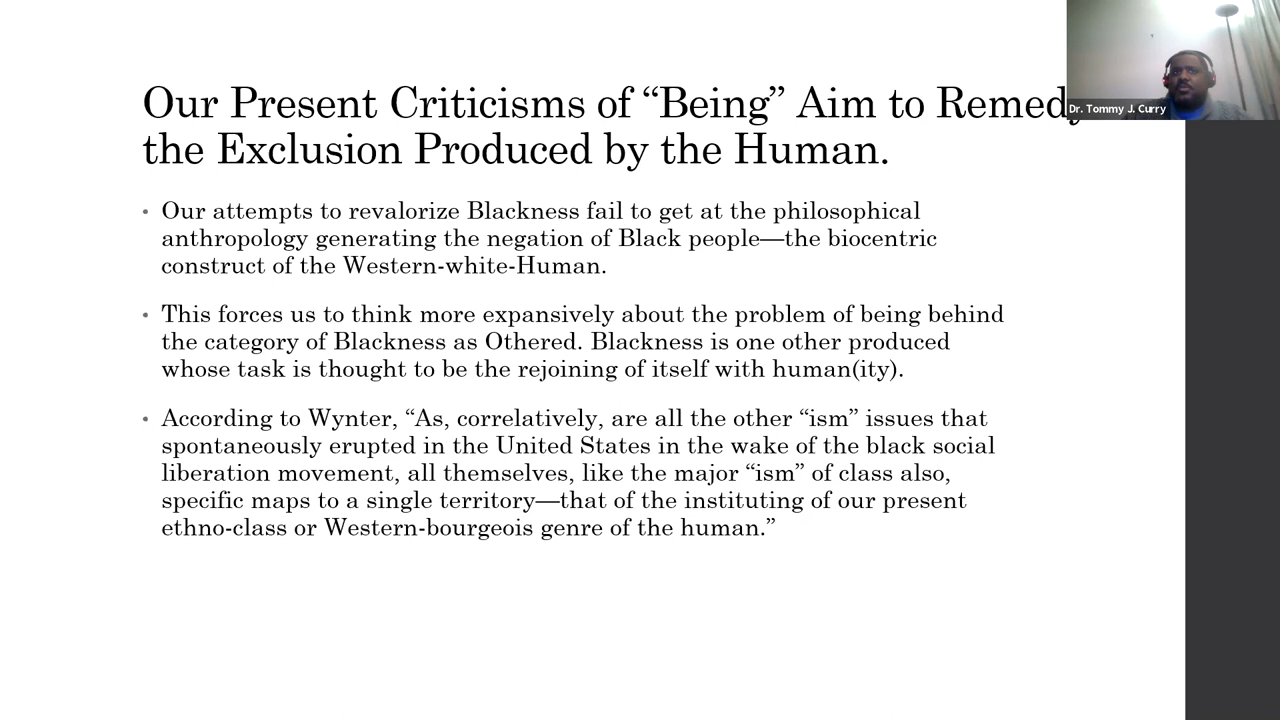 Our Present Criticisms of “Being” Aim to Remedy
the Exclusion Produced by the Human.
• Our attempts to revalorize Blackness fail to get at the philosophical
anthropology generating the negation of Black people—the biocentric
construct of the Western-white-Human.
• This forces us to think more expansively about the problem of being behind
the category of Blackness as Othered. Blackness is one other produced
whose task is thought to be the rejoining of itself with human(ity).
• According to Wynter, “As, correlatively, are all the other “ism” issues that
spontaneously erupted in the United States in the wake of the black social
liberation movement, all themselves, like the major “ism” of class also,
specific maps to a single territory—that of the instituting of our present
ethno-class or Western-bourgeois genre of the human.”
Dr. Tommy J. Curry